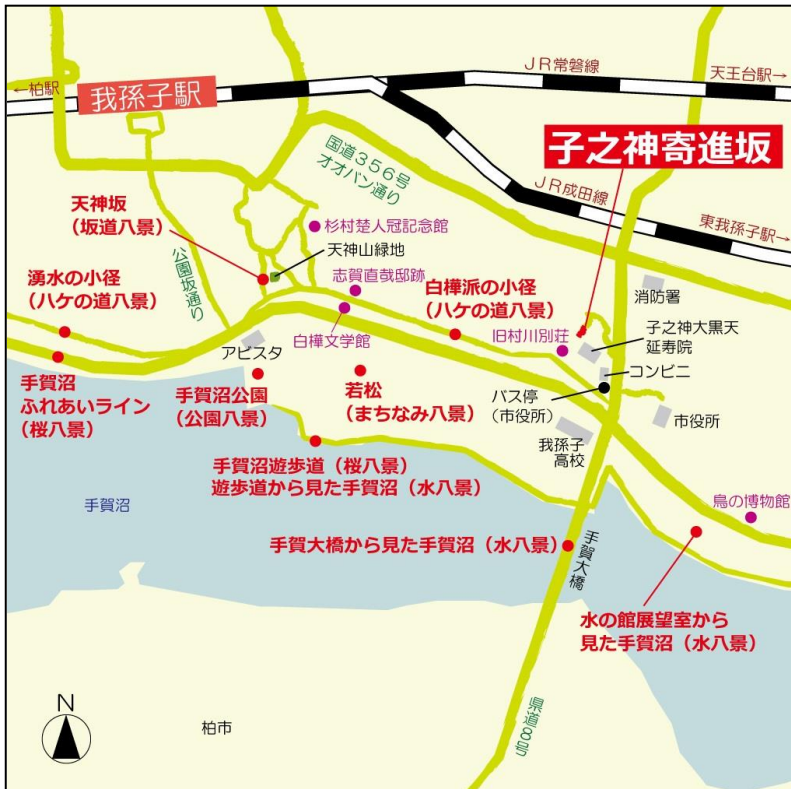 JR常磐線
天王台駅→
←柏駅
我孫子駅
子之神寄進坂
国道356号
オオバン通り
JR成田線
東我孫子駅→
天神坂
(坂道八景)
杉村楚人冠記念館
天神山緑地
公園坂通り
湧水の小径
(ハケの道八景)
志賀直哉邸跡
白樺派の小径
(ハケの道八景)
消防署
旧村川別荘
子之神大黒天
延寿院
コンビニ
アビスタ
白樺文学館
バス停
(市役所)
市役所
手賀沼
ふれあいライン
(桜八景)
手賀沼公園
(公園八景)
若松
(まちなみ八景)
我孫子
高校
手賀沼遊歩道(桜八景)
遊歩道から見た手賀沼(水八景)
手賀沼
鳥の博物館
手賀大橋から見た手賀沼(水八景)
手賀大橋
水の館展望室から
見た手賀沼(水八景)
N
柏市
県道8号